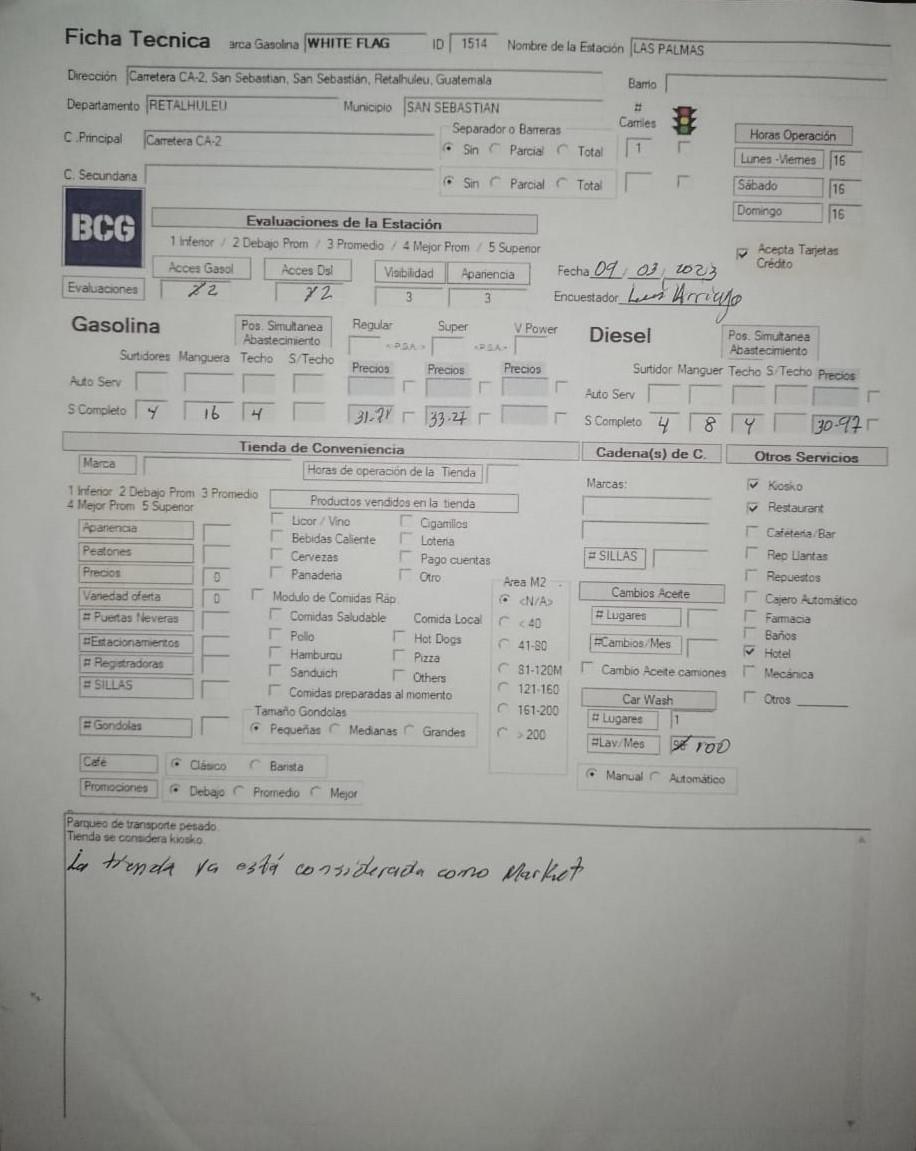 Ficha Tecnica arca Gasolina WHITE FLAG ID 1514 Nombre de la Estación LAS PALMAS
Dirección Carretera CA-2, San Sebastian, San Sebastián, Retalhuleu, Guatemala Barrio
Departamento RETALHULEU Municipio SAN SEBASTIAN # Carriles
C .Principal Carretera CA-2 Separador o Barreras Sin Parcial Total 1
Horas Operación
Lunes -Viernes 16
C. Secundaria Sin Parcial Total
Sábado 16
Domingo 16
BCG
Evaluaciones de la Estación
1 Inferior / 2 Debajo Prom / 3 Promedio / 4 Mejor Prom / 5 Superior
Acepta Tarjetas Crédito
Acces Gasol Acces Dsl Visibilidad Apariencia
Fecha 09/03/2023
Evaluaciones 2 2 3 3
Encuestador Luis Arriago
Gasolina Pos. Simultanea Abastecimiento Regular Super V Power
<-P.S.A.-> <-P.S.A.->
Surtidores Manguera Techo S/Techo Precios Precios Precios
Auto Serv
S Completo 4 16 4 33-27
Diesel Pos. Simultanea Abastecimiento
Surtidor Manguer Techo S/Techo Precios
Auto Serv
S Completo 4 8 4 30-97
Tienda de Conveniencia
Marca Horas de operación de la Tienda
1 Inferior 2 Debajo Prom 3 Promedio
4 Mejor Prom 5 Superior
Apariencia
Peatones
Precios 0
Variedad oferta 0
# Puertas Neveras
#Estacionamientos
# Registradoras
# SILLAS
# Gondolas
Productos vendidos en la tienda
Licor / Vino Cigarrillos
Bebidas Caliente Loteria
Cervezas Pago cuentas
Panaderia Otro
Modulo de Comidas Ráp.
Comidas Saludable Comida Local
Pollo Hot Dogs
Hamburgu Pizza
Sanduich Others
Comidas preparadas al momento
Tamaño Gondolas
Pequeñas Medianas Grandes
Area M2
<N/A>
< 40
41-80
81-120M
121-160
161-200
> 200
Café Clásico Barista
Promociones Debajo Promedio Mejor
Cadena(s) de C.
Marcas:
# SILLAS
Cambios Aceite
# Lugares
#Cambios/Mes
Cambio Aceite camiones
Car Wash
# Lugares 1
#Lav/Mes 100
Manual Automático
Otros Servicios
Kiosko
Restaurant
Cafeteria/Bar
Rep Llantas
Repuestos
Cajero Automático
Farmacia
Baños
Hotel
Mecánica
Otros
Parqueo de transporte pesado.
Tienda se considera kiosko.
La tienda ya está considerada como Market